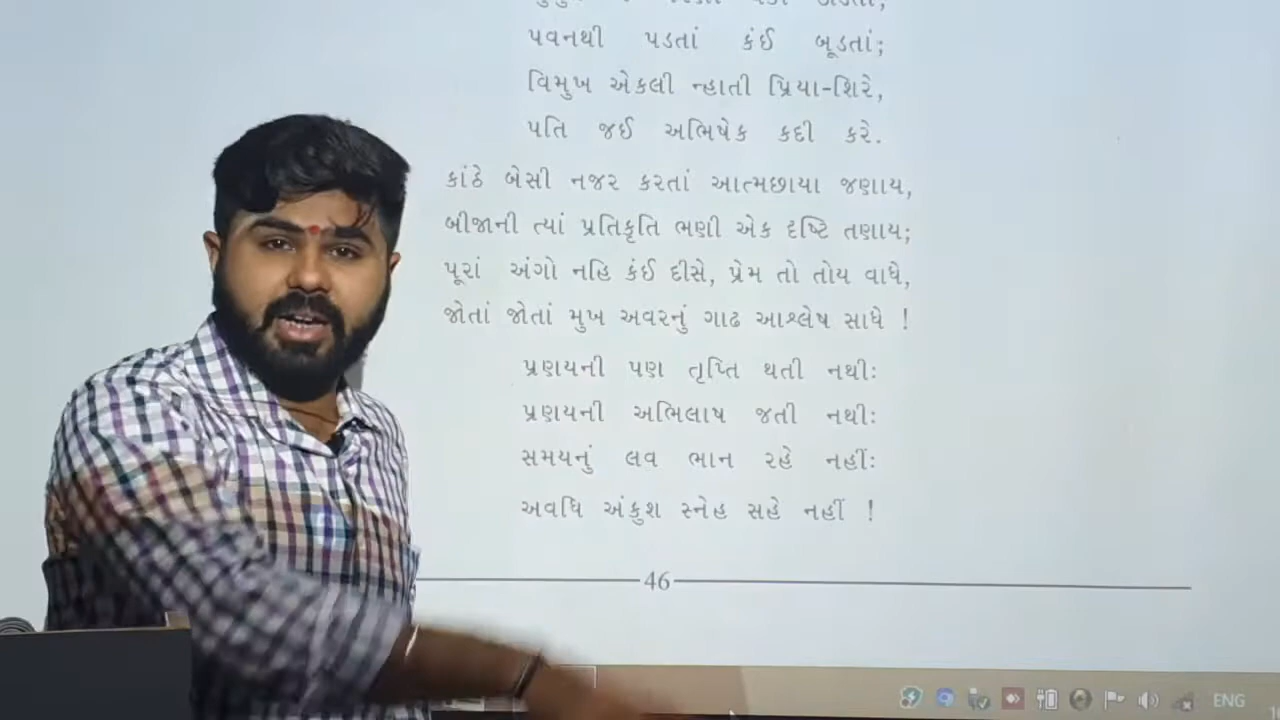 પવનથી પડતાં કંઈ બૂડતાં;
વિમુખ એકલી ન્હાતી પ્રિયા-શિરે,
પતિ જઈ અભિષેક કદી કરે.
કાંઠે બેસી નજર કરતાં આત્મછાયા જણાય,
બીજાની ત્યાં પ્રતિકૃતિ ભણી એક દૃષ્ટિ તણાય;
પૂરાં અંગો નહિ કંઈ દીસે, પ્રેમ તો તોય વાધે,
જોતાં જોતાં મુખ અવરનું ગાઢ આશ્લેષ સાધે !
પ્રણયની પણ તૃપ્તિ થતી નથીઃ
પ્રણયની અભિલાષ જતી નથીઃ
સમયનું લવ ભાન રહે નહીંઃ
અવધિ અંકુશ સ્નેહ સહે નહીં !
46
ENG